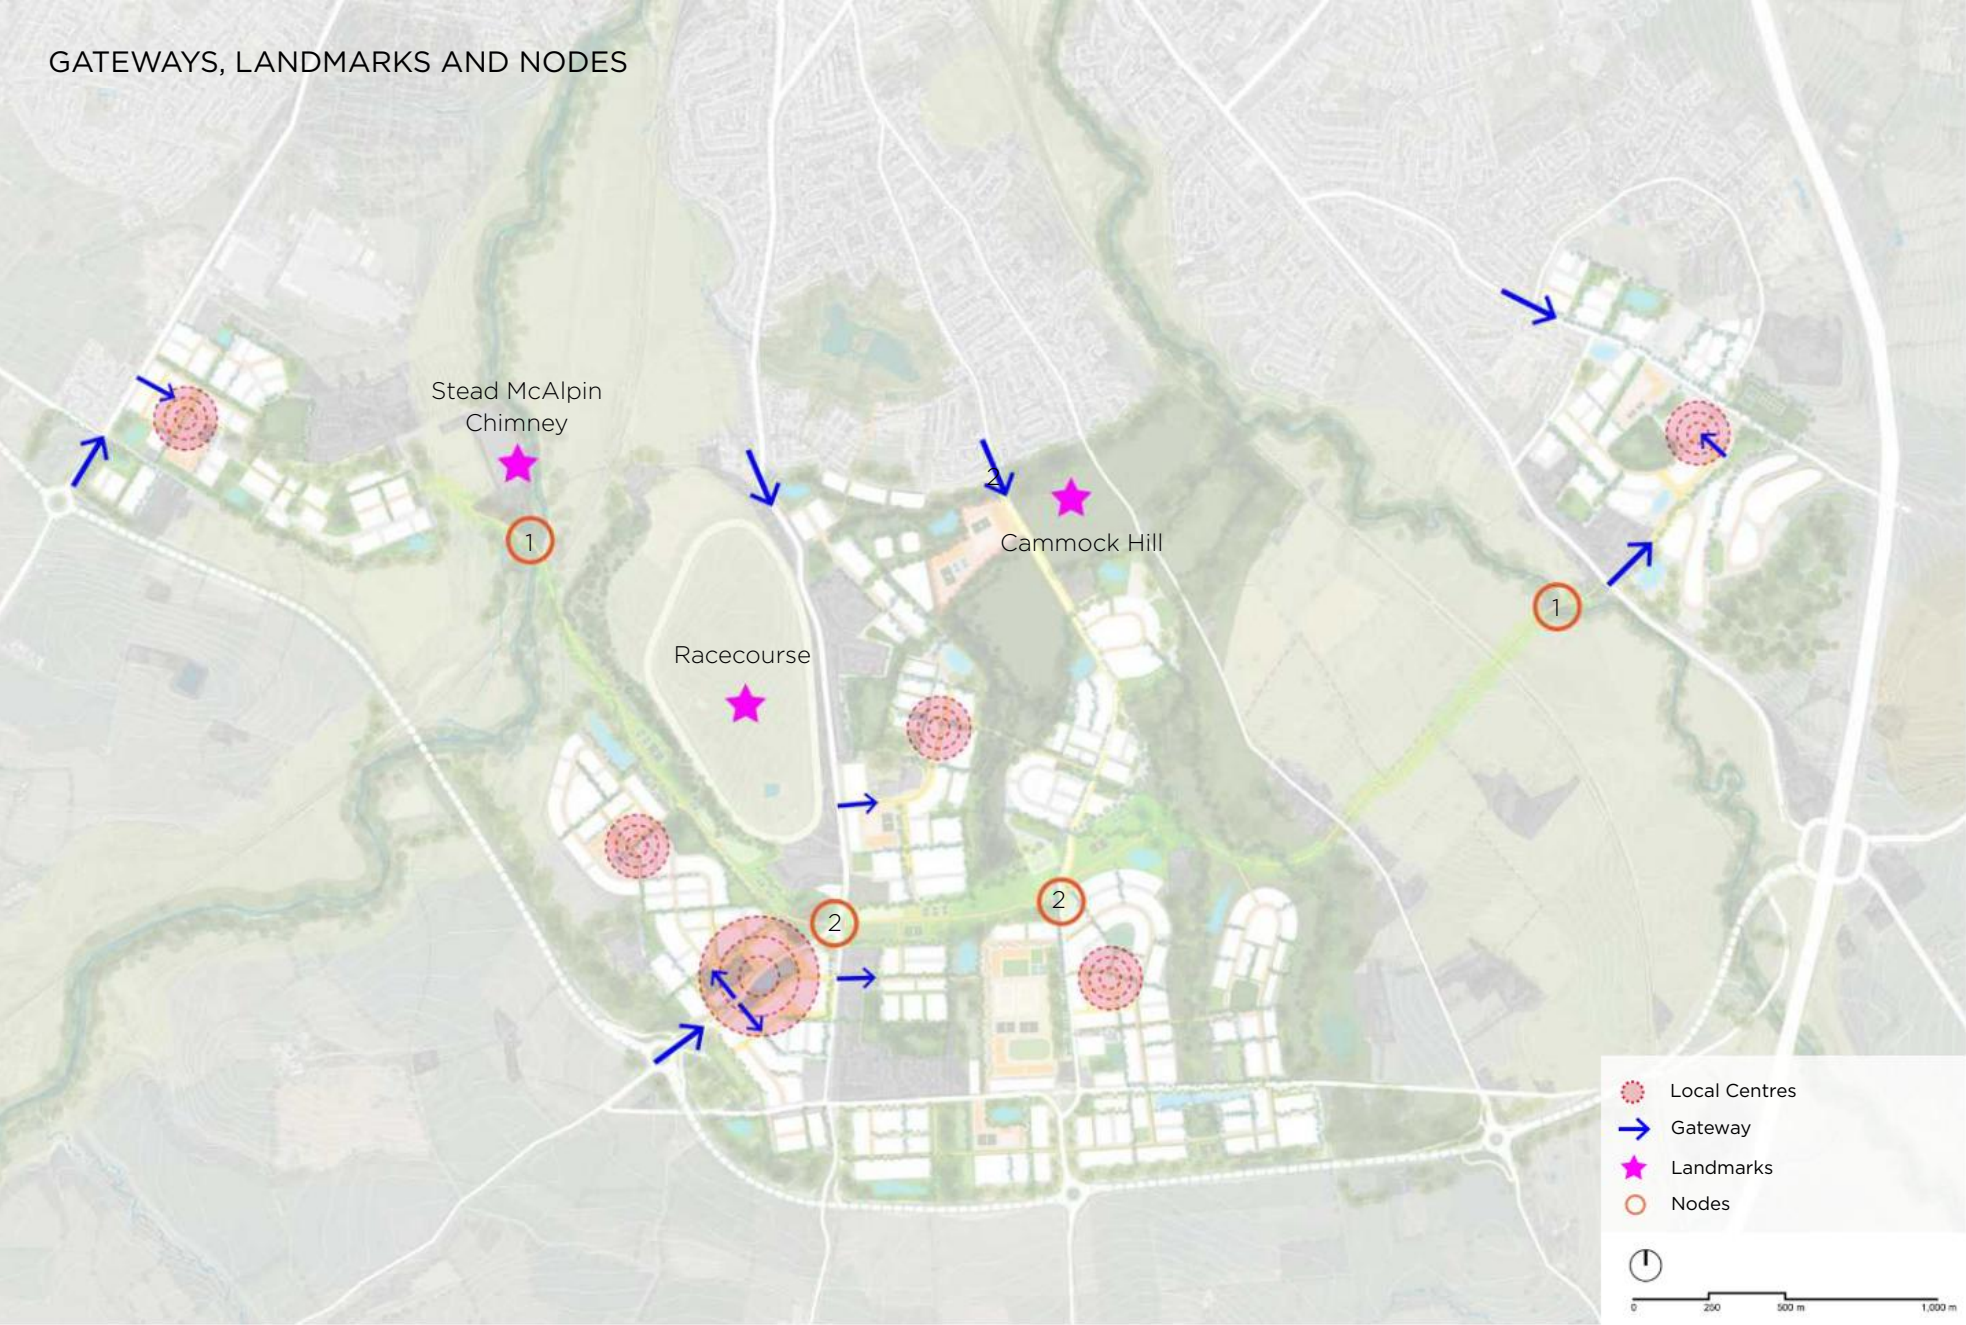 GATEWAYS, LANDMARKS AND NODES
Stead McAlpin
Chimney
2
1
Cammock Hill
1
Racecourse
2
2
Local Centres
Gateway
Landmarks
Nodes
0 250 500 m 1,000 m